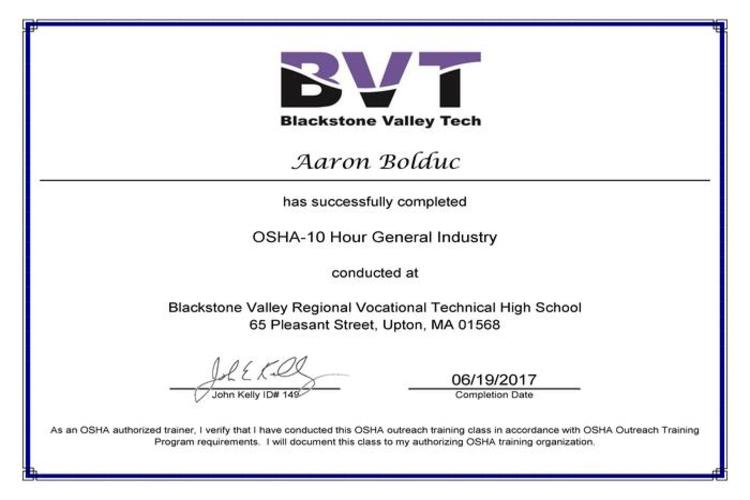 BVT
Blackstone Valley Tech
Aaron Bolduc
has successfully completed
OSHA-10 Hour General Industry
conducted at
Blackstone Valley Regional Vocational Technical High School
65 Pleasant Street, Upton, MA 01568
John E Kelly
John Kelly ID# 149
06/19/2017
Completion Date
As an OSHA authorized trainer, I verify that I have conducted this OSHA outreach training class in accordance with OSHA Outreach Training
Program requirements. I will document this class to my authorizing OSHA training organization.